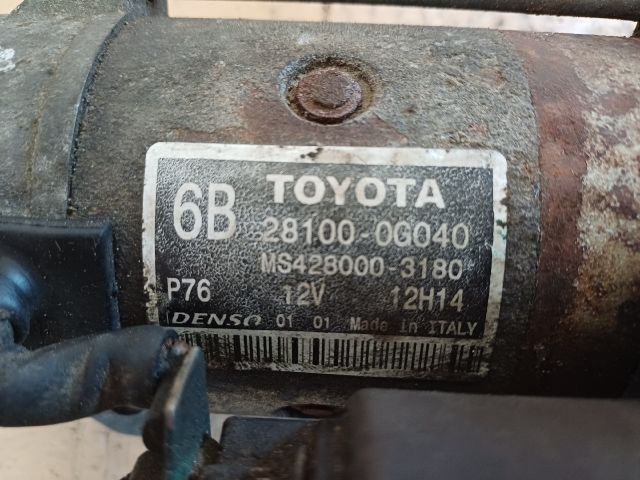 6B TOYOTA
28100-0G040
MS428000-3180
P76 12V 12H14
DENSO 01 01 Made in ITALY